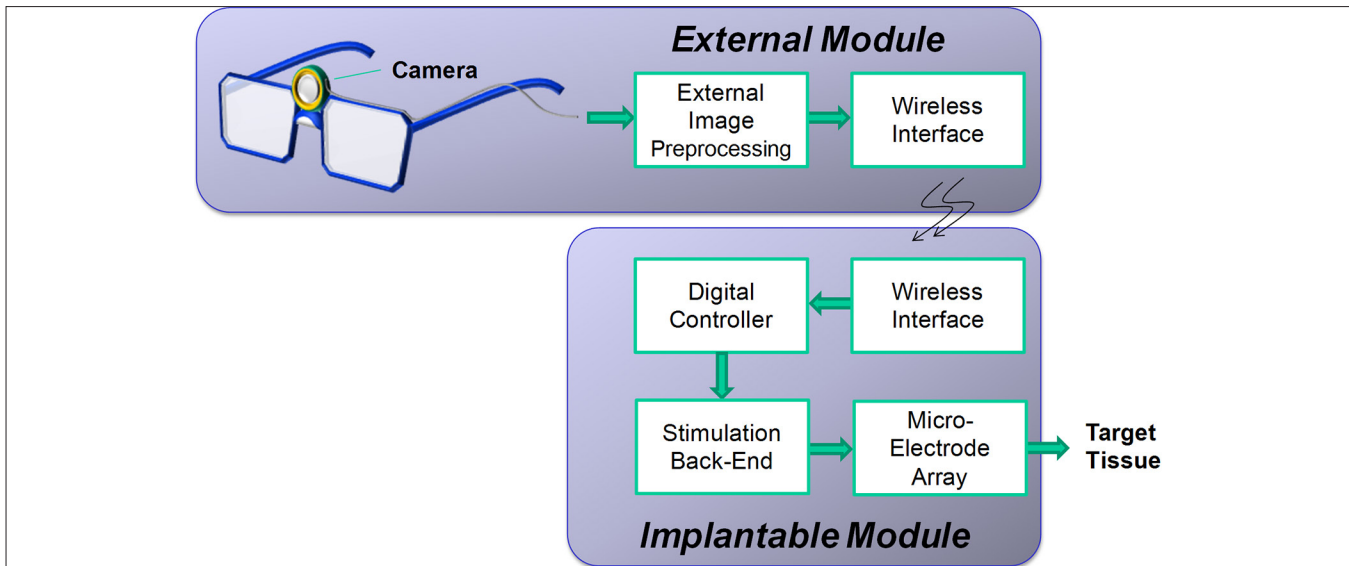 External Module
Camera
External
Image
Preprocessing
Wireless
Interface
Digital
Controller
Wireless
Interface
Stimulation
Back-End
Micro-
Electrode
Array
Target
Tissue
Implantable Module